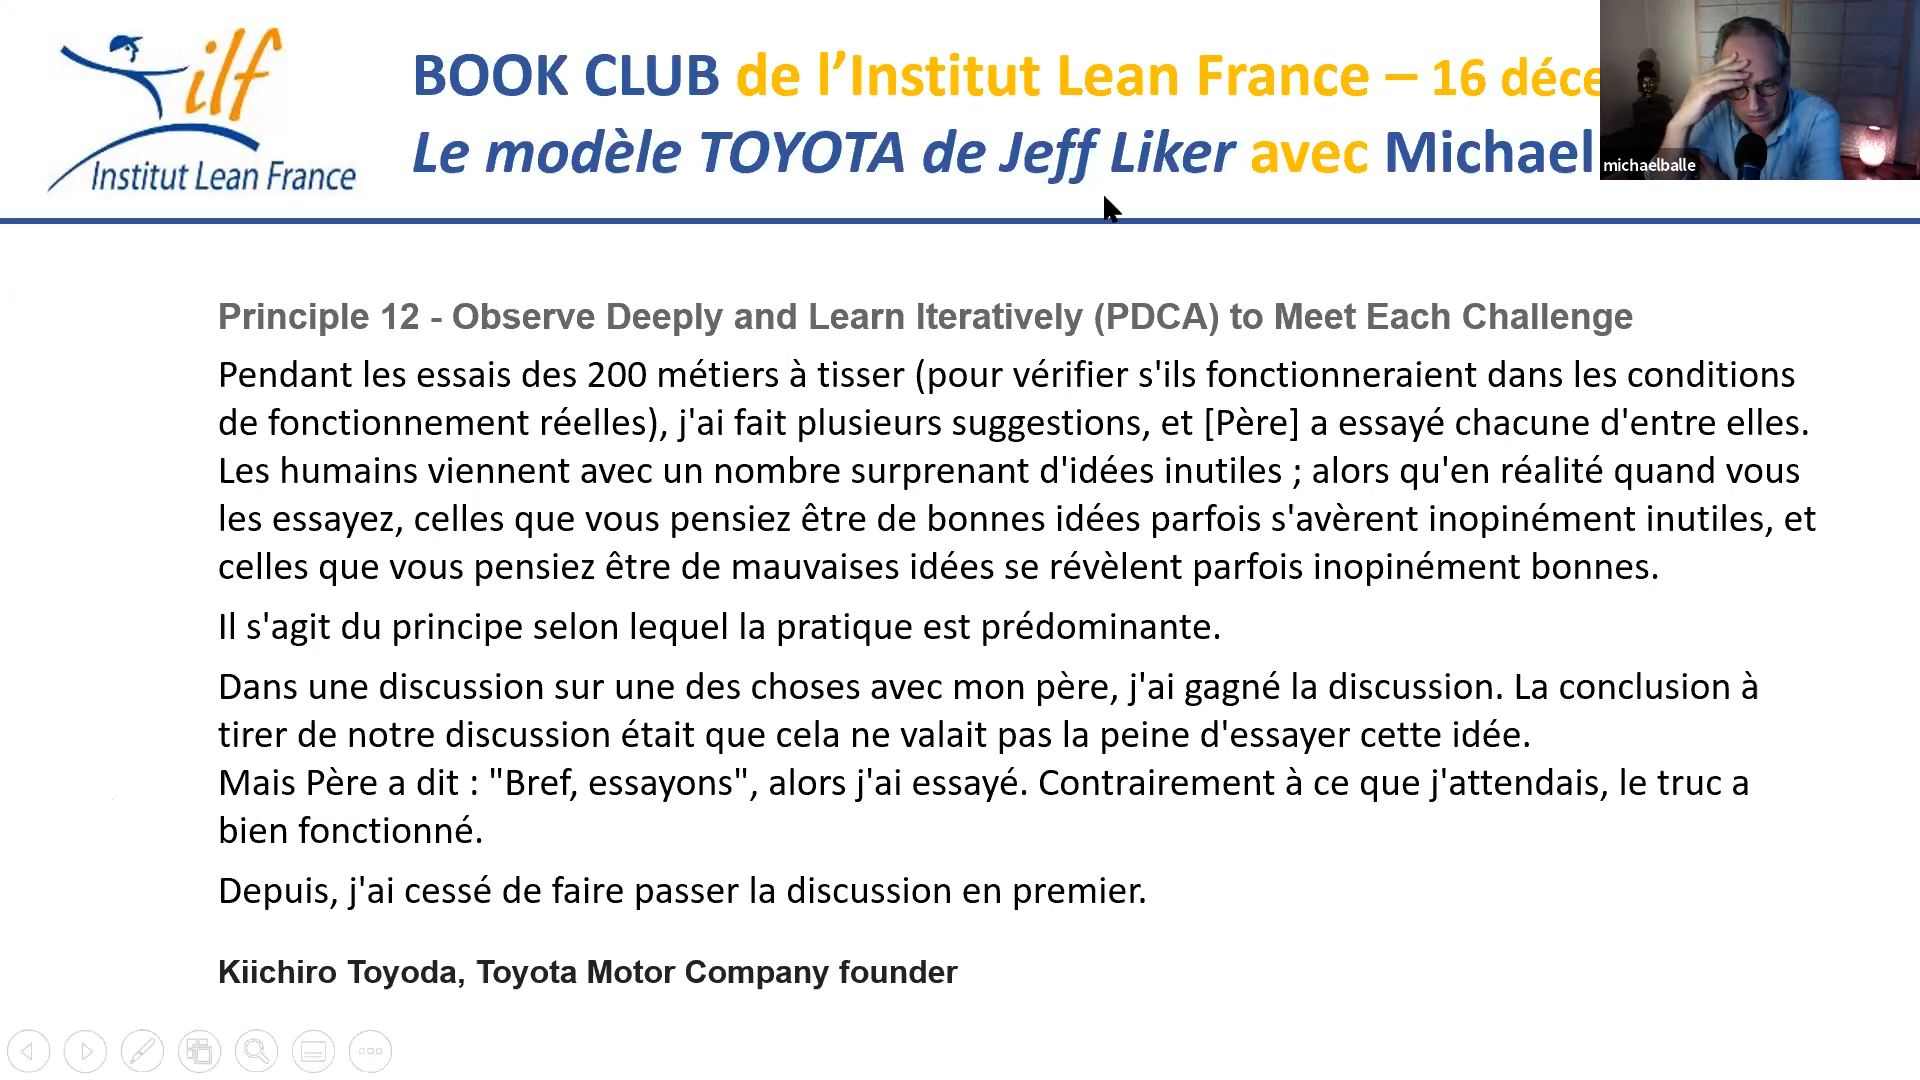 ilf
Institut Lean France
BOOK CLUB de l’Institut Lean France – 16 déce
Le modèle TOYOTA de Jeff Liker avec Michael
michaelballe
Principle 12 - Observe Deeply and Learn Iteratively (PDCA) to Meet Each Challenge
Pendant les essais des 200 métiers à tisser (pour vérifier s'ils fonctionneraient dans les conditions
de fonctionnement réelles), j'ai fait plusieurs suggestions, et [Père] a essayé chacune d'entre elles.
Les humains viennent avec un nombre surprenant d'idées inutiles ; alors qu'en réalité quand vous
les essayez, celles que vous pensiez être de bonnes idées parfois s'avèrent inopinément inutiles, et
celles que vous pensiez être de mauvaises idées se révèlent parfois inopinément bonnes.
Il s'agit du principe selon lequel la pratique est prédominante.
Dans une discussion sur une des choses avec mon père, j'ai gagné la discussion. La conclusion à
tirer de notre discussion était que cela ne valait pas la peine d'essayer cette idée.
Mais Père a dit : "Bref, essayons", alors j'ai essayé. Contrairement à ce que j'attendais, le truc a
bien fonctionné.
Depuis, j'ai cessé de faire passer la discussion en premier.
Kiichiro Toyoda, Toyota Motor Company founder